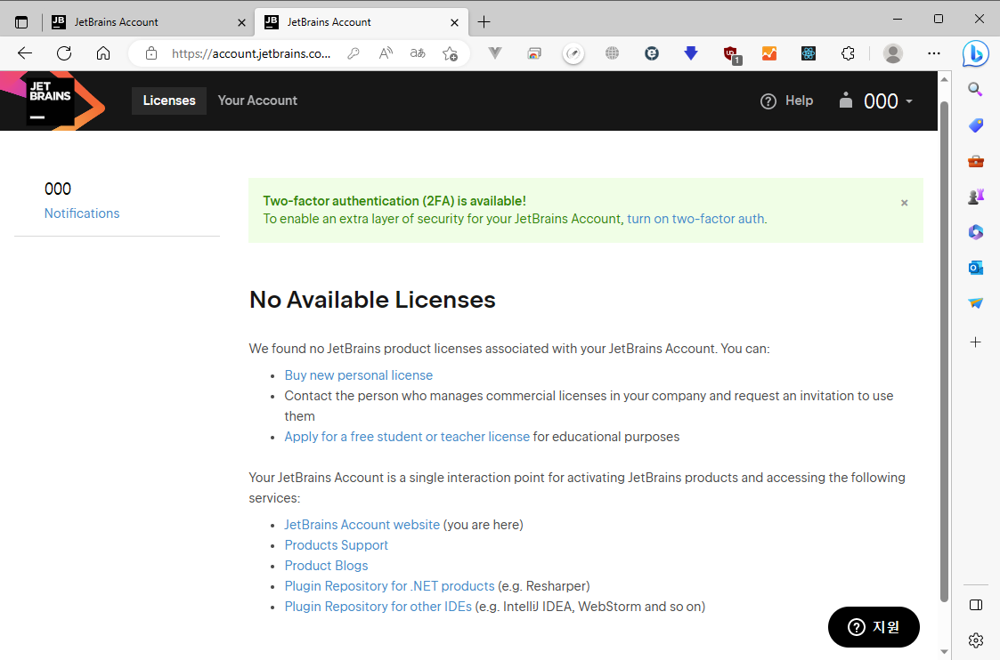 JetBrains Account
JetBrains Account
https://account.jetbrains.co...
aあ
1
JET
BRAINS
Licenses
Your Account
Help
000
000
Notifications
Two-factor authentication (2FA) is available!
To enable an extra layer of security for your JetBrains Account, turn on two-factor auth.
No Available Licenses
We found no JetBrains product licenses associated with your JetBrains Account. You can:
Buy new personal license
Contact the person who manages commercial licenses in your company and request an invitation to use
them
Apply for a free student or teacher license for educational purposes
Your JetBrains Account is a single interaction point for activating JetBrains products and accessing the following
services:
JetBrains Account website (you are here)
Products Support
Product Blogs
Plugin Repository for .NET products (e.g. Resharper)
Plugin Repository for other IDEs (e.g. IntelliJ IDEA, WebStorm and so on)
지원